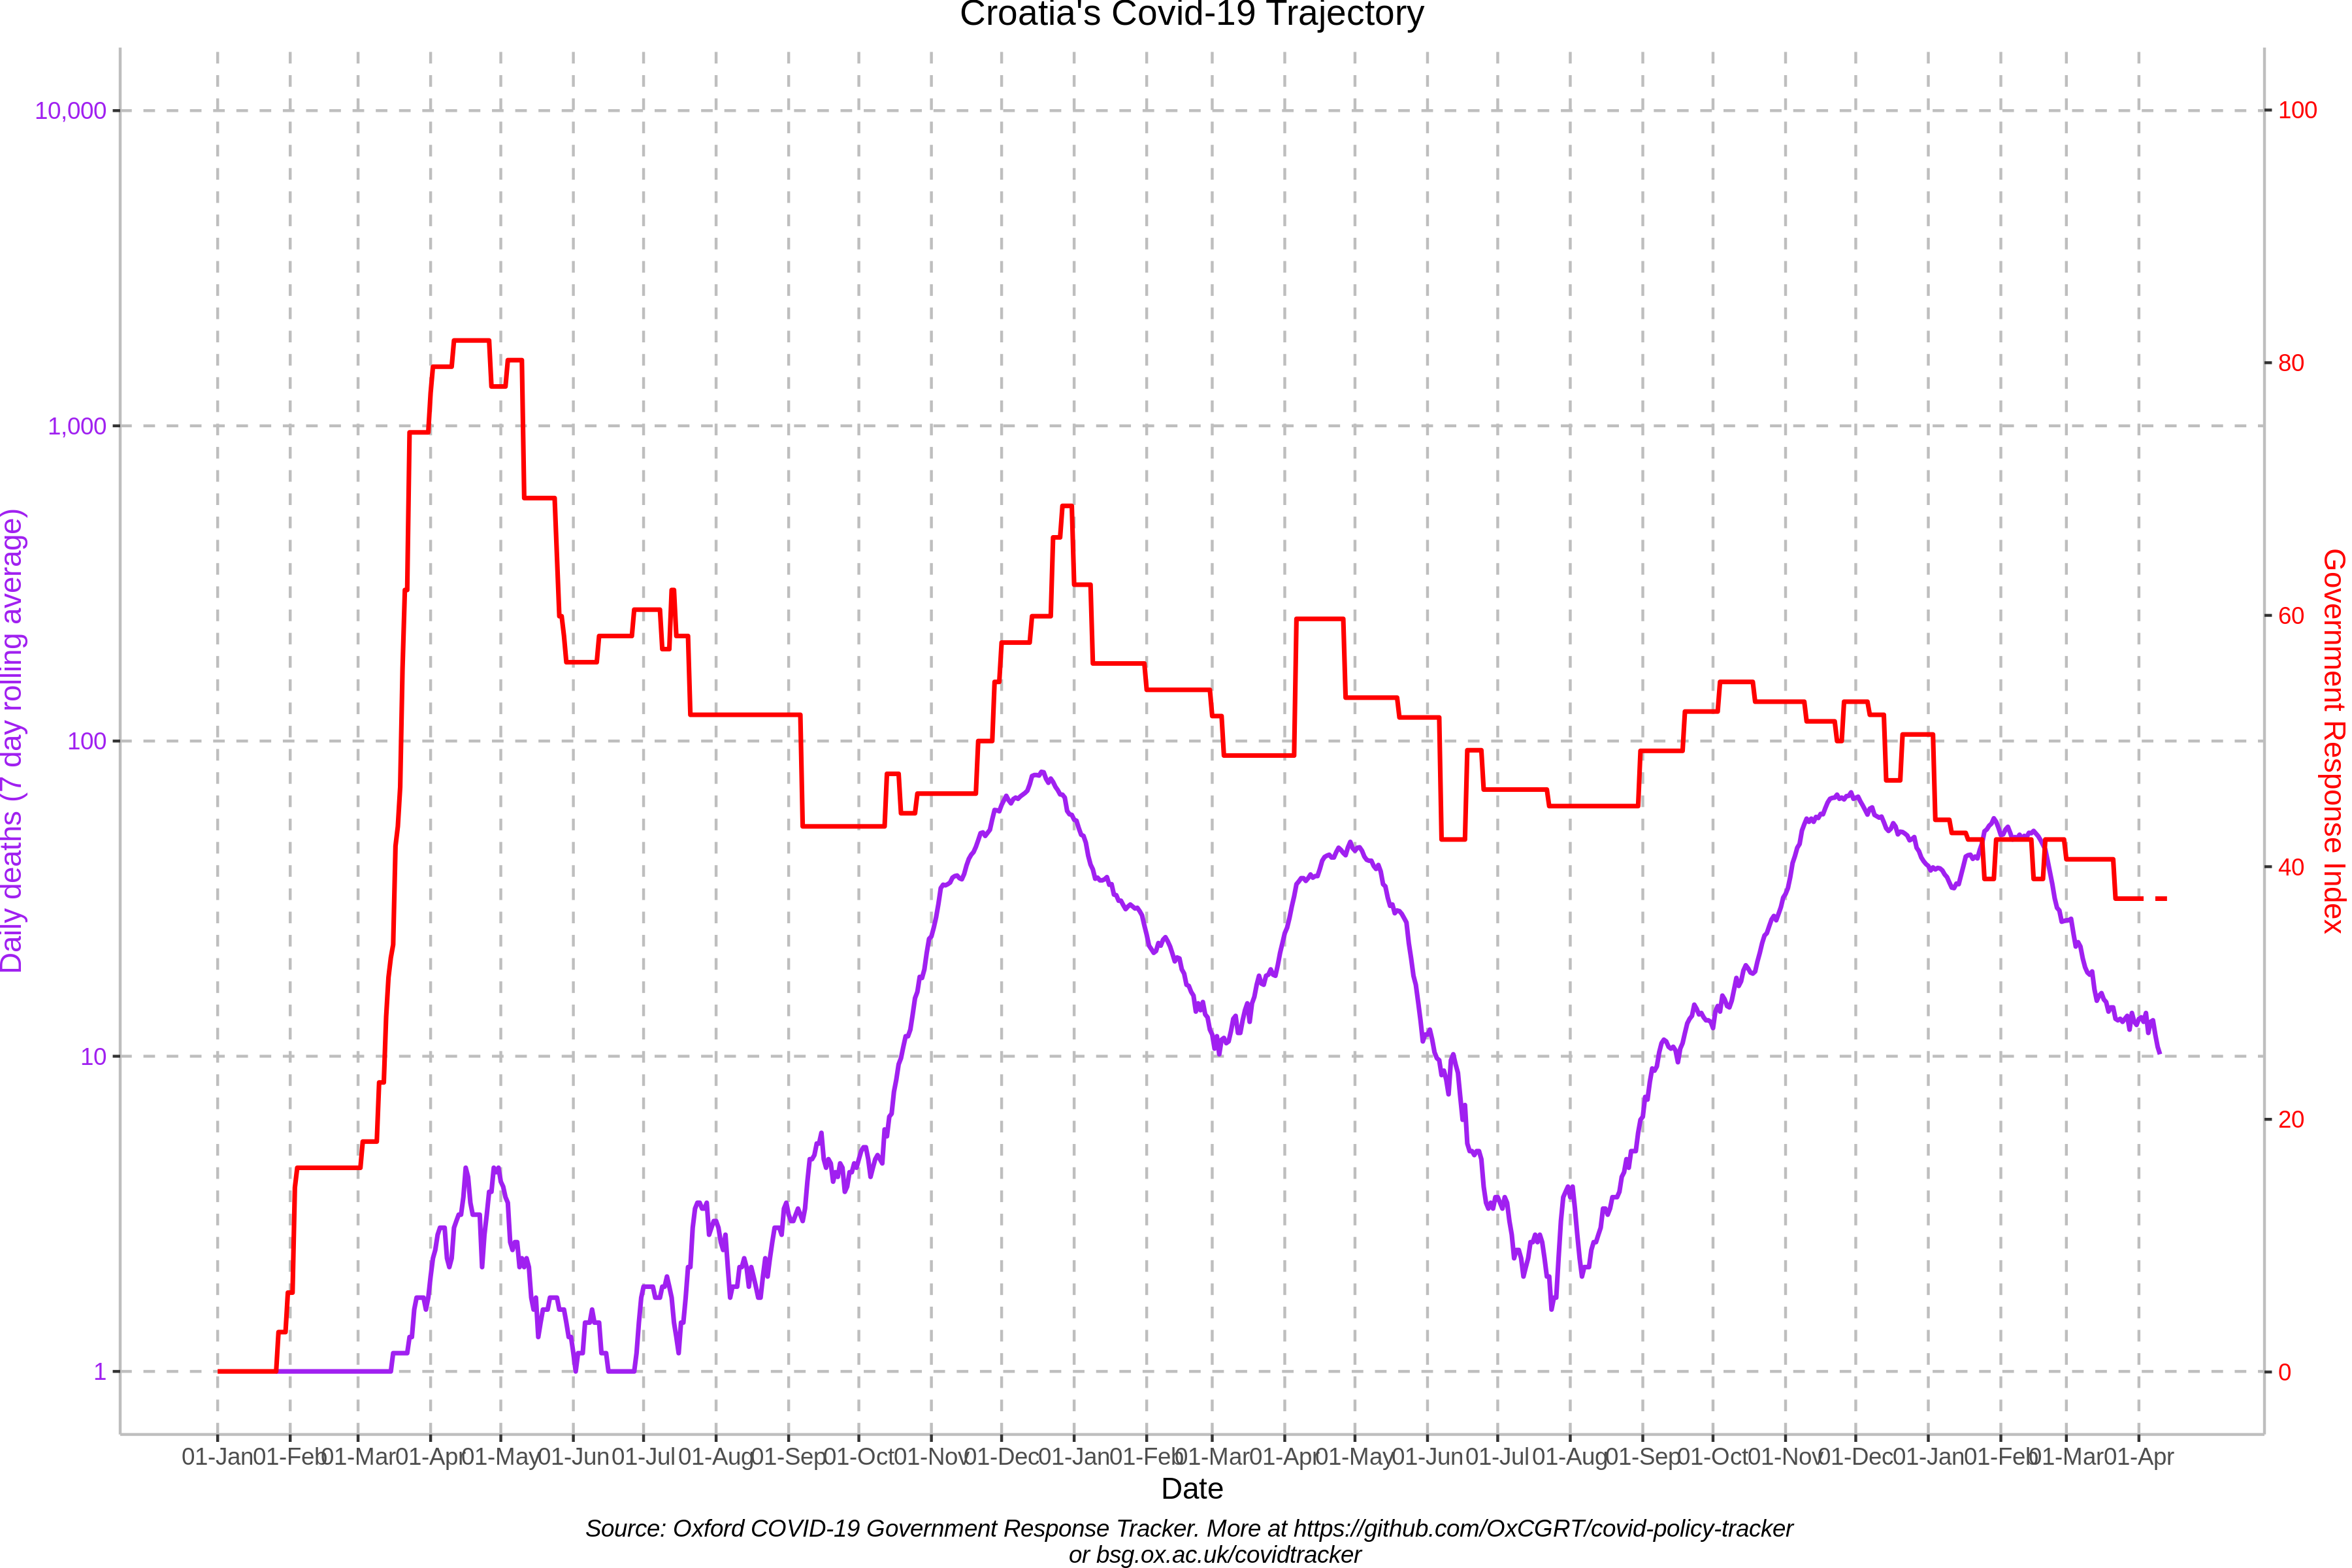 Croatia's Covid-19 Trajectory
Daily deaths (7 day rolling average)
10,000
1,000
100
10
1
100
80
60
40
20
0
Government Response Index
01-Jan 01-Feb 01-Mar 01-Apr 01-May 01-Jun 01-Jul 01-Aug 01-Sep 01-Oct 01-Nov 01-Dec 01-Jan 01-Feb 01-Mar 01-Apr 01-May 01-Jun 01-Jul 01-Aug 01-Sep 01-Oct 01-Nov 01-Dec 01-Jan 01-Feb 01-Mar 01-Apr
Date
Source: Oxford COVID-19 Government Response Tracker. More at https://github.com/OxCGRT/covid-policy-tracker
or bsg.ox.ac.uk/covidtracker